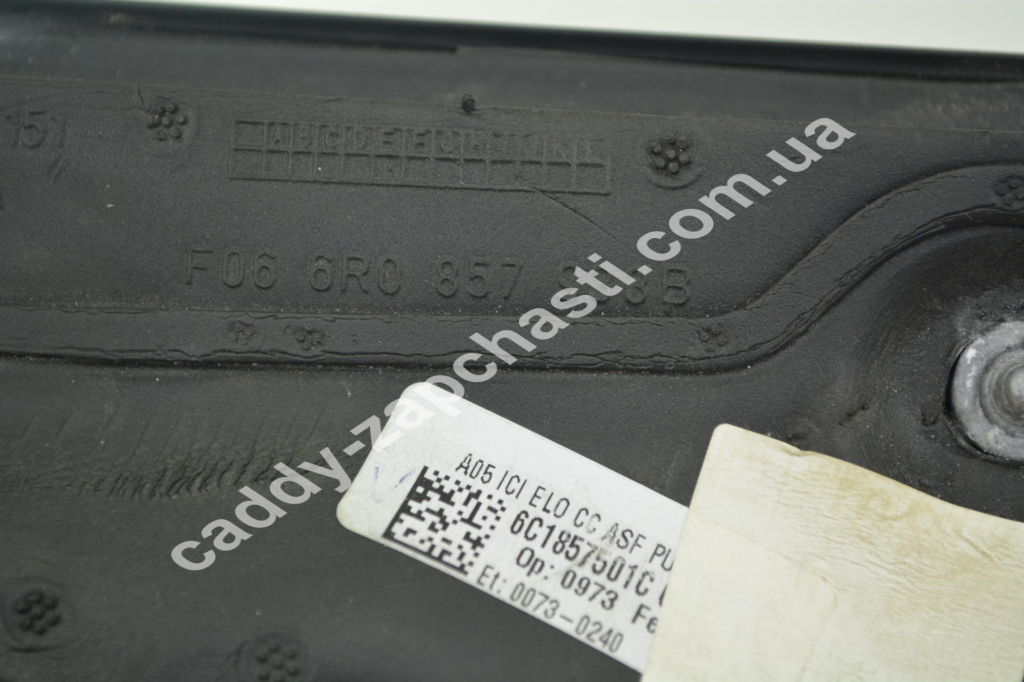 151
ABCDEFGHIJKL
F06 6R0 857
caddy-zapchasti.com.ua
A05 ICI ELO CC ASF PU
6C1857501C
Op: 0973 Fe
Et: 0073-0240